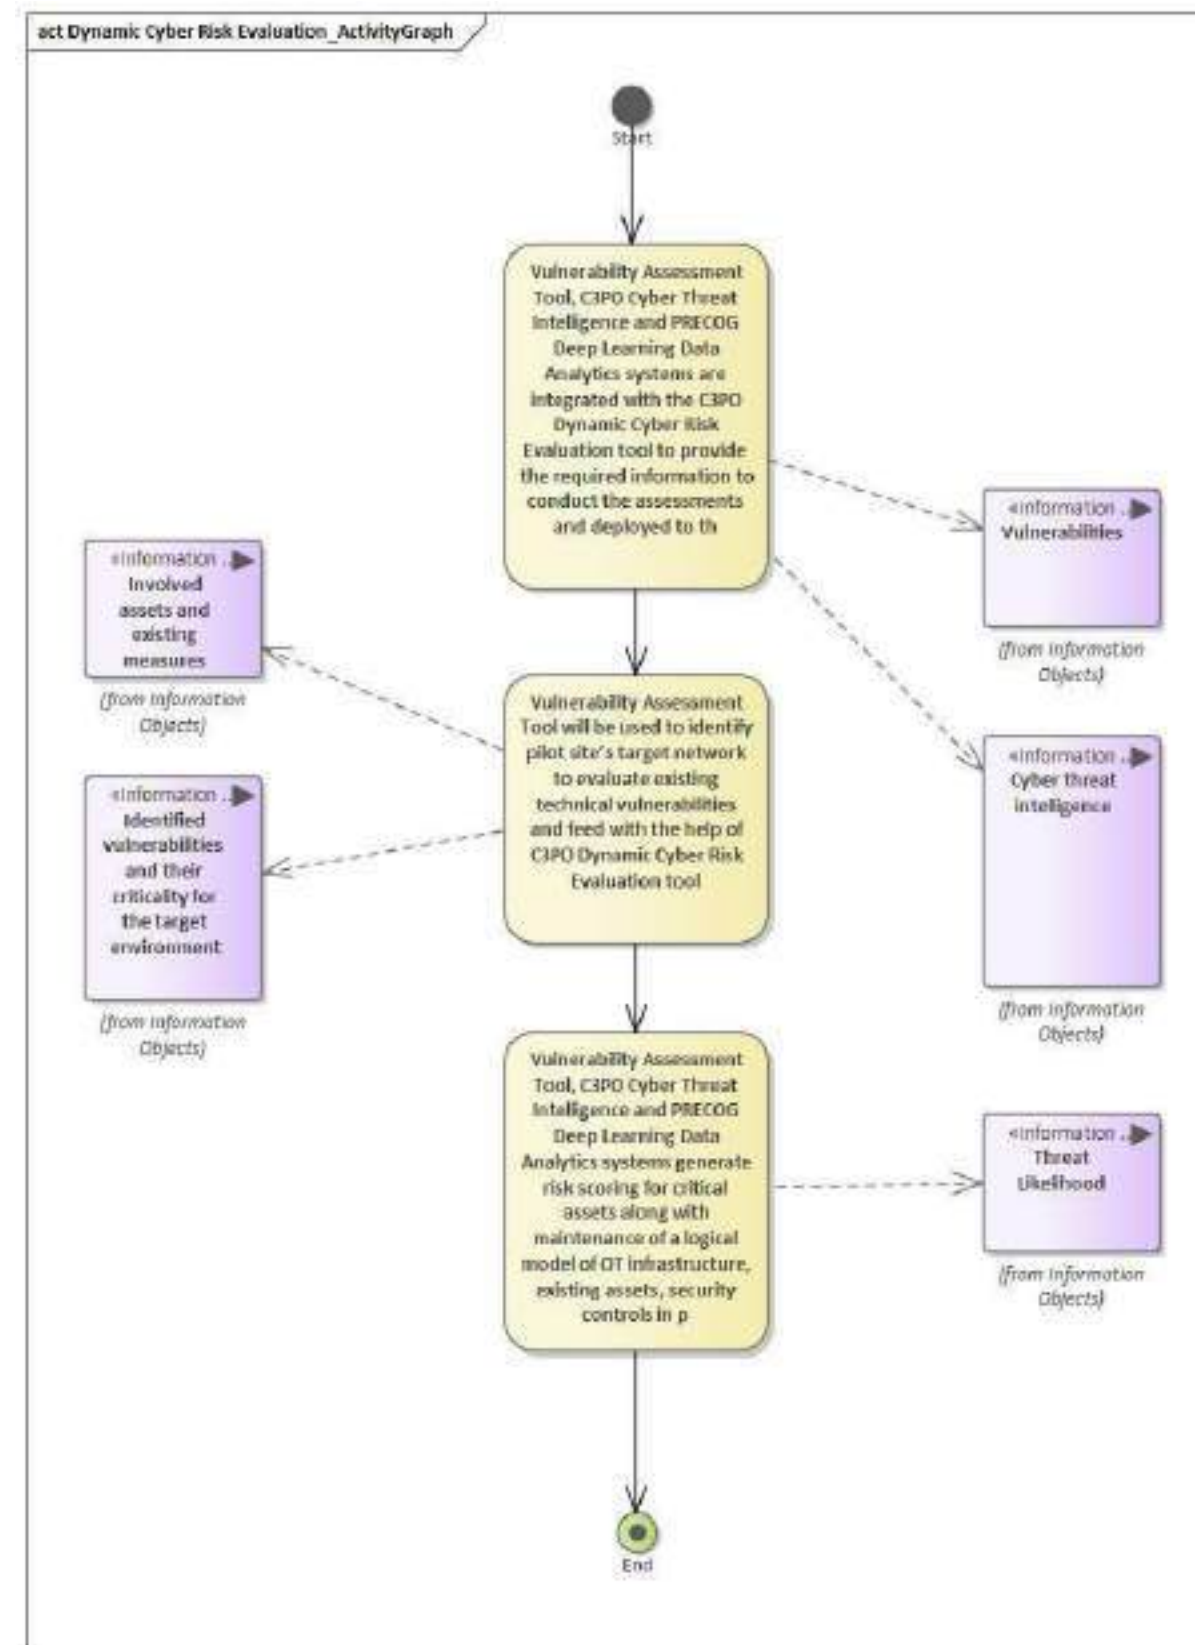 act Dynamic Cyber Risk Evaluation_ActivityGraph
Start
Vulnerability Assessment
Tool, C3PO Cyber Threat
Intelligence and PRECOG
Deep Learning Data
Analytics systems are
integrated with the C3PO
Dynamic Cyber Risk
Evaluation tool to provide
the required information to
conduct the assessments
and deployed to th
«Information ...
Vulnerabilities
(from Information
Objects)
«Information ...
Involved
assets and
existing
measures
(from Information
Objects)
Vulnerability Assessment
Tool will be used to identify
pilot site's target network
to evaluate existing
technical vulnerabilities
and feed with the help of
C3PO Dynamic Cyber Risk
Evaluation tool
«Information ...
Cyber threat
intelligence
(from Information
Objects)
«Information ...
Identified
vulnerabilities
and their
criticality for
the target
environment
(from Information
Objects)
Vulnerability Assessment
Tool, C3PO Cyber Threat
Intelligence and PRECOG
Deep Learning Data
Analytics systems generate
risk scoring for critical
assets along with
maintenance of a logical
model of OT infrastructure,
existing assets, security
controls in p
«Information ...
Threat
Likelihood
(from Information
Objects)
End